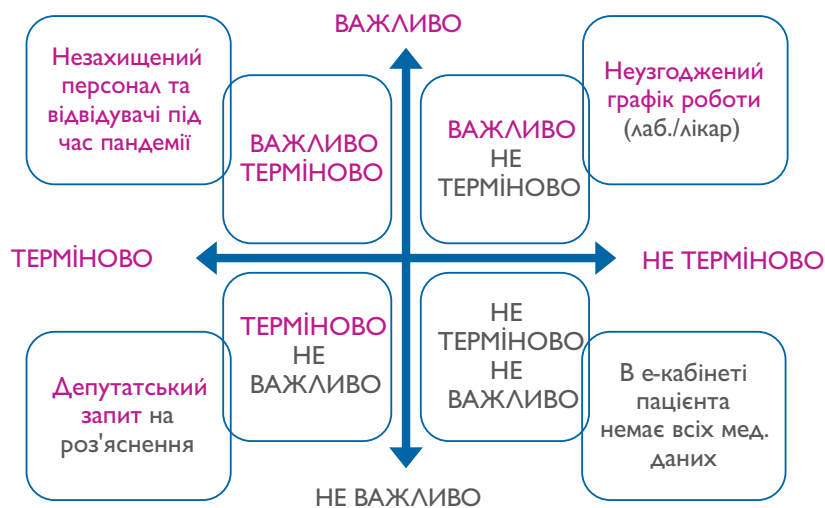 ВАЖЛИВО
Незахищений
персонал та
відвідувачі під
час пандемії
ВАЖЛИВО
ТЕРМІНОВО
ВАЖЛИВО
НЕ
ТЕРМІНОВО
Неузгоджений
графік роботи
(лаб./лікар)
ТЕРМІНОВО
НЕ ТЕРМІНОВО
Депутатський
запит на
роз'яснення
ТЕРМІНОВО
НЕ
ВАЖЛИВО
НЕ
ТЕРМІНОВО
НЕ
ВАЖЛИВО
В е-кабінеті
пацієнта
немає всіх мед.
даних
НЕ ВАЖЛИВО